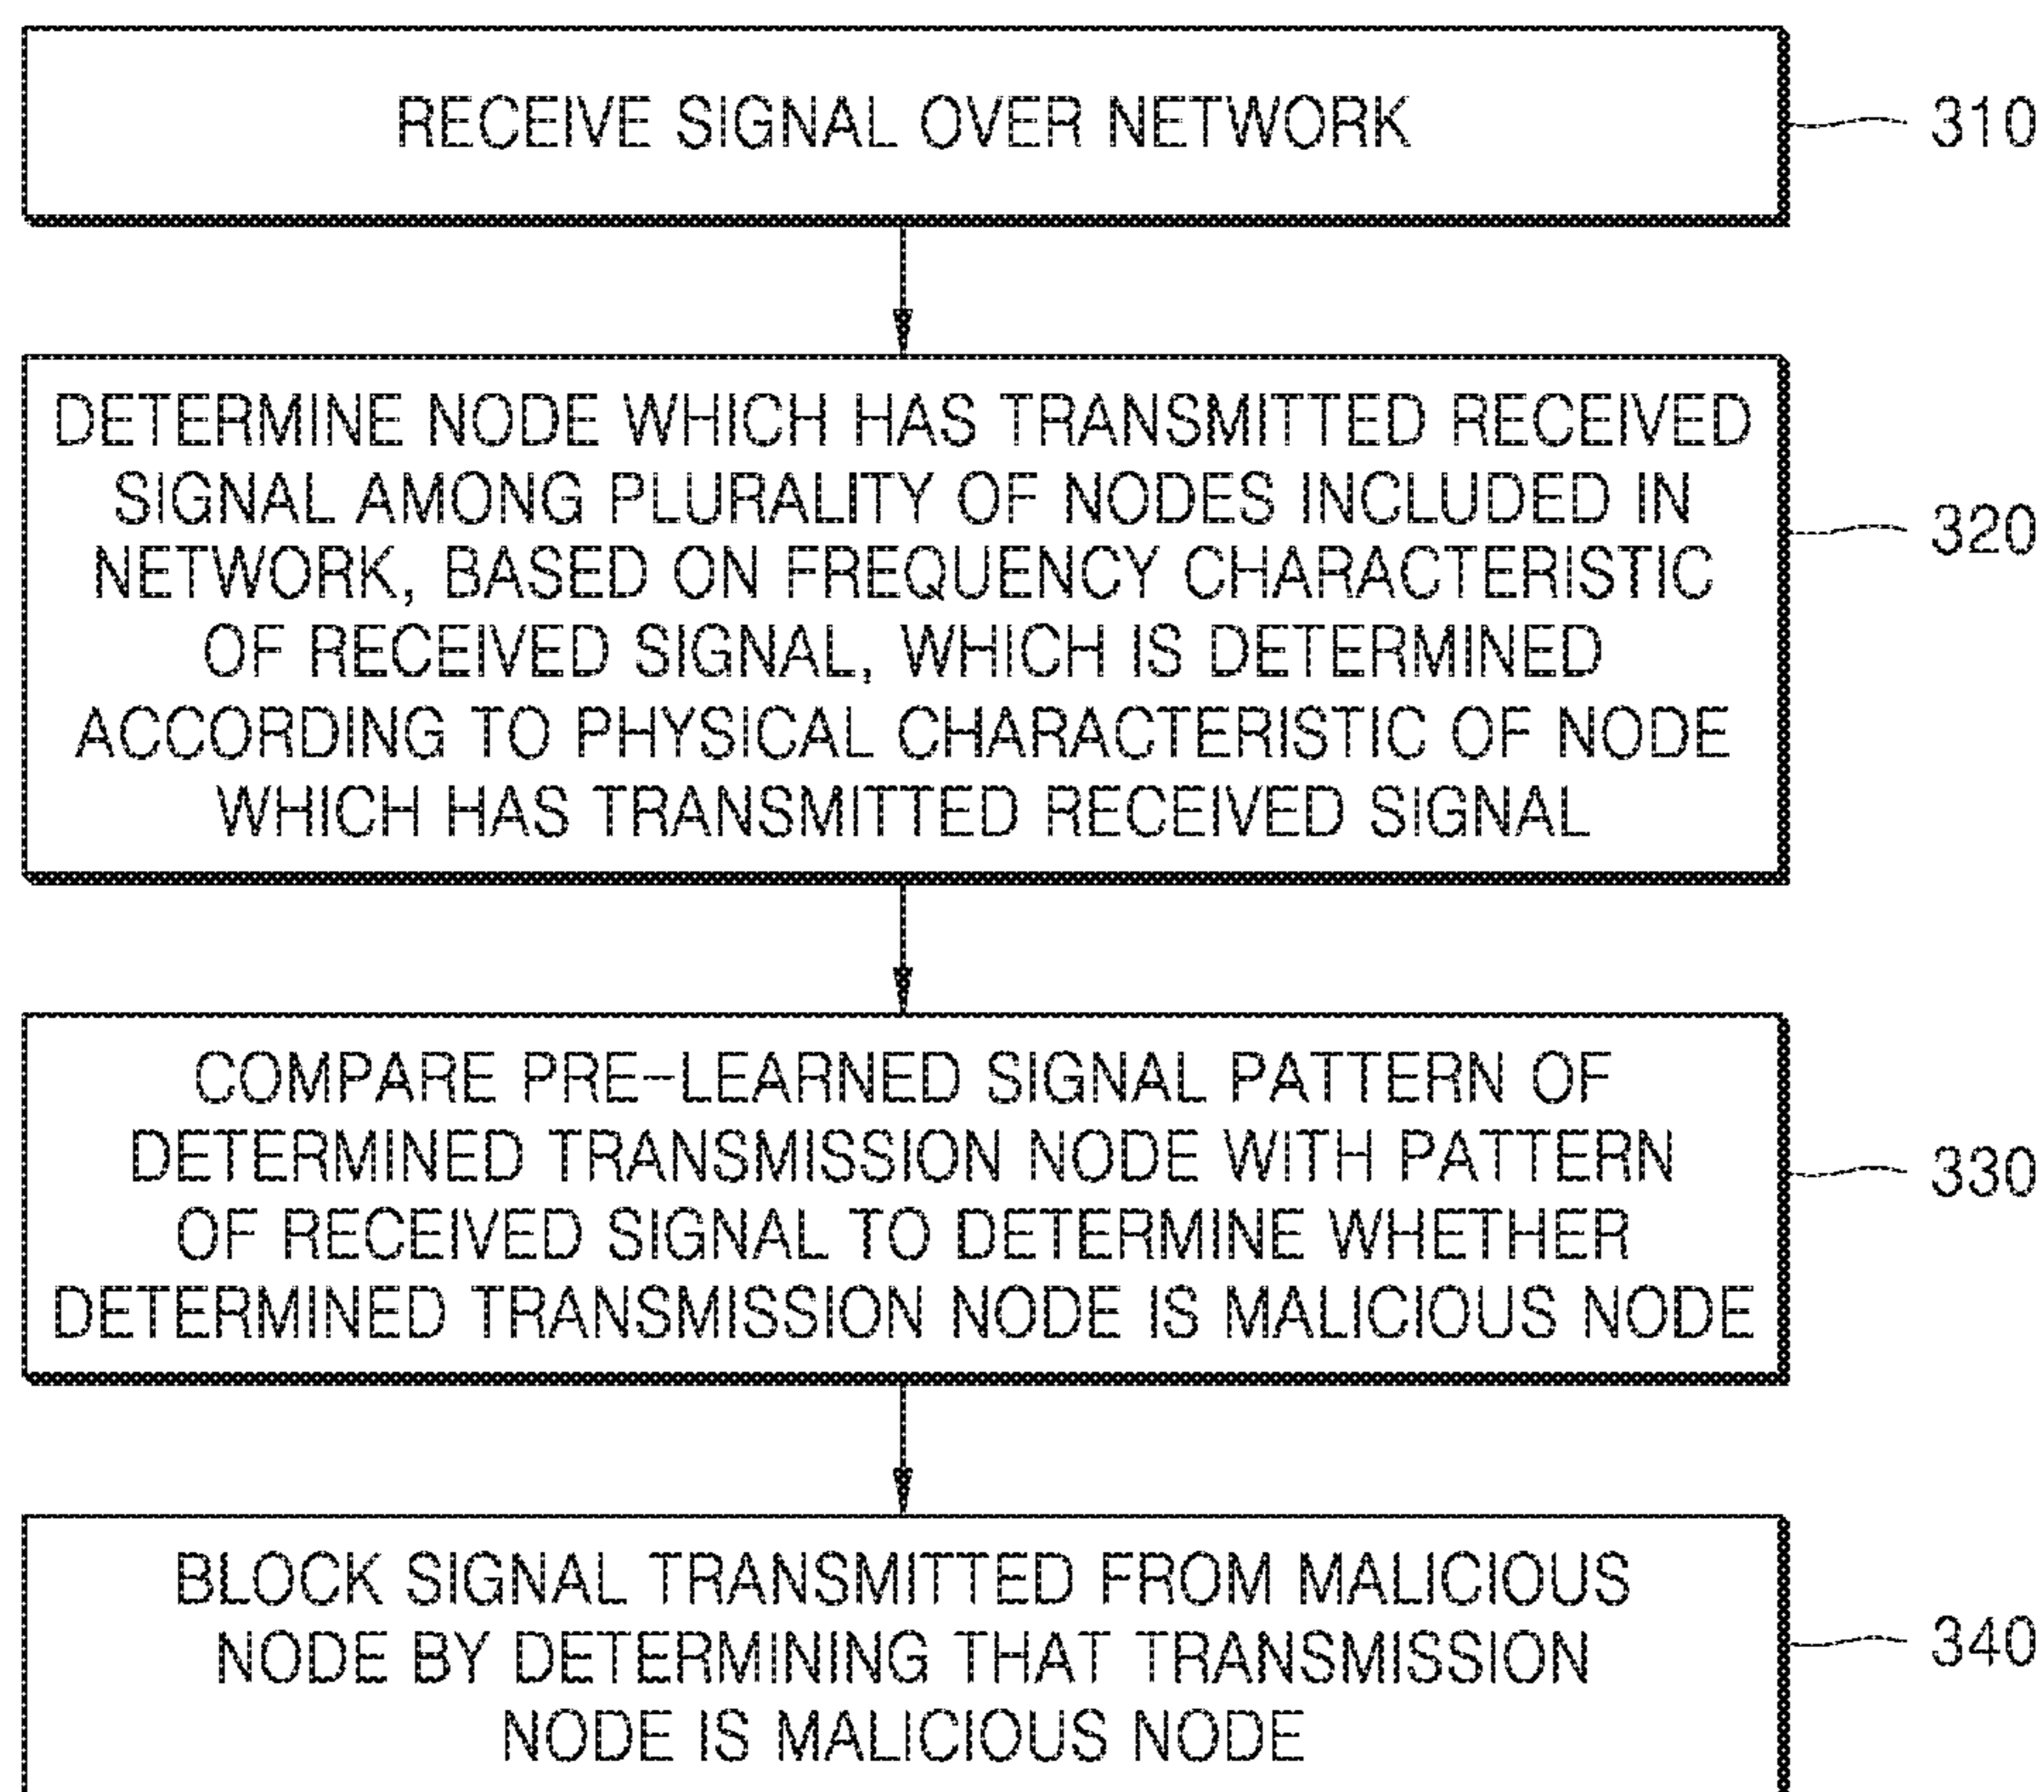 RECEIVE SIGNAL OVER NETWORK
310
DETERMINE NODE WHICH HAS TRANSMITTED RECEIVED
SIGNAL AMONG PLURALITY OF NODES INCLUDED IN
NETWORK, BASED ON FREQUENCY CHARACTERISTIC
OF RECEIVED SIGNAL, WHICH IS DETERMINED
ACCORDING TO PHYSICAL CHARACTERISTIC OF NODE
WHICH HAS TRANSMITTED RECEIVED SIGNAL
320
COMPARE PRE-LEARNED SIGNAL PATTERN OF
DETERMINED TRANSMISSION NODE WITH PATTERN
OF RECEIVED SIGNAL TO DETERMINE WHETHER
DETERMINED TRANSMISSION NODE IS MALICIOUS NODE
330
BLOCK SIGNAL TRANSMITTED FROM MALICIOUS
NODE BY DETERMINING THAT TRANSMISSION
NODE IS MALICIOUS NODE
340